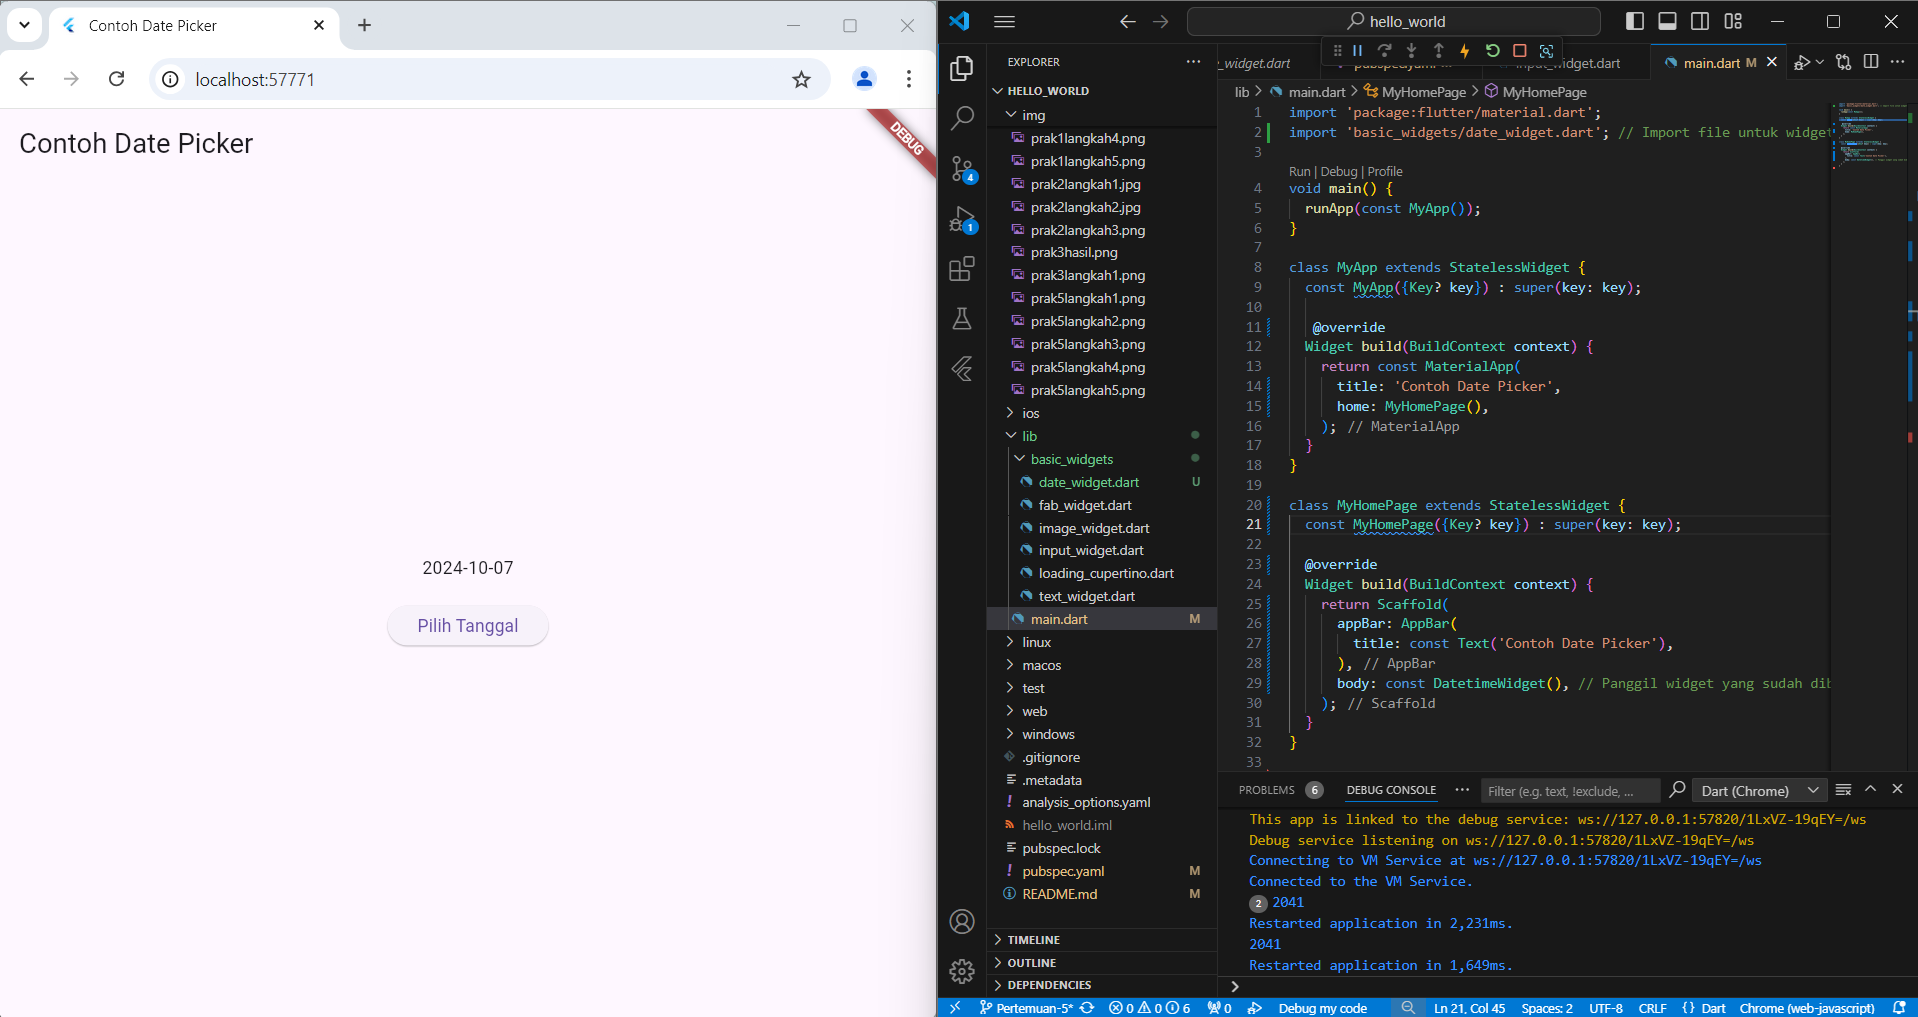 Contoh Date Picker
localhost:57771
Contoh Date Picker
DEBUG
2024-10-07
Pilih Tanggal
hello_world
EXPLORER
HELLO_WORLD
img
prak1langkah4.png
prak1langkah5.png
prak2langkah1.jpg
prak2langkah2.jpg
prak2langkah3.png
prak3hasil.png
prak3langkah1.png
prak5langkah1.png
prak5langkah2.png
prak5langkah3.png
prak5langkah4.png
prak5langkah5.png
ios
lib
basic_widgets
date_widget.dart U
fab_widget.dart
image_widget.dart
input_widget.dart
loading_cupertino.dart
text_widget.dart
main.dart M
linux
macos
test
web
windows
.gitignore
.metadata
analysis_options.yaml
hello_world.iml
pubspec.lock
pubspec.yaml M
README.md M
TIMELINE
OUTLINE
DEPENDENCIES
4
1
_widget.dart pubspec.yaml input_widget.dart main.dart M
lib > main.dart > MyHomePage > MyHomePage
1 import 'package:flutter/material.dart';
2 import 'basic_widgets/date_widget.dart'; // Import file untuk widget
3
Run | Debug | Profile
4 void main() {
5 runApp(const MyApp());
6 }
7
8 class MyApp extends StatelessWidget {
9 const MyApp({Key? key}) : super(key: key);
10
11 @override
12 Widget build(BuildContext context) {
13 return const MaterialApp(
14 title: 'Contoh Date Picker',
15 home: MyHomePage(),
16 ); // MaterialApp
17 }
18 }
19
20 class MyHomePage extends StatelessWidget {
21 const MyHomePage({Key? key}) : super(key: key);
22
23 @override
24 Widget build(BuildContext context) {
25 return Scaffold(
26 appBar: AppBar(
27 title: const Text('Contoh Date Picker'),
28 ), // AppBar
29 body: const DatetimeWidget(), // Panggil widget yang sudah dib
30 ); // Scaffold
31 }
32 }
33
PROBLEMS 6 DEBUG CONSOLE Filter (e.g. text, !exclude, ... Dart (Chrome)
This app is linked to the debug service: ws://127.0.0.1:57820/1LxVZ-19qEY=/ws
Debug service listening on ws://127.0.0.1:57820/1LxVZ-19qEY=/ws
Connecting to VM Service at ws://127.0.0.1:57820/1LxVZ-19qEY=/ws
Connected to the VM Service.
2 2041
Restarted application in 2,231ms.
2041
Restarted application in 1,649ms.
Pertemuan-5* 0 0 6 0 Debug my code Ln 21, Col 45 Spaces: 2 UTF-8 CRLF {} Dart Chrome (web-javascript)